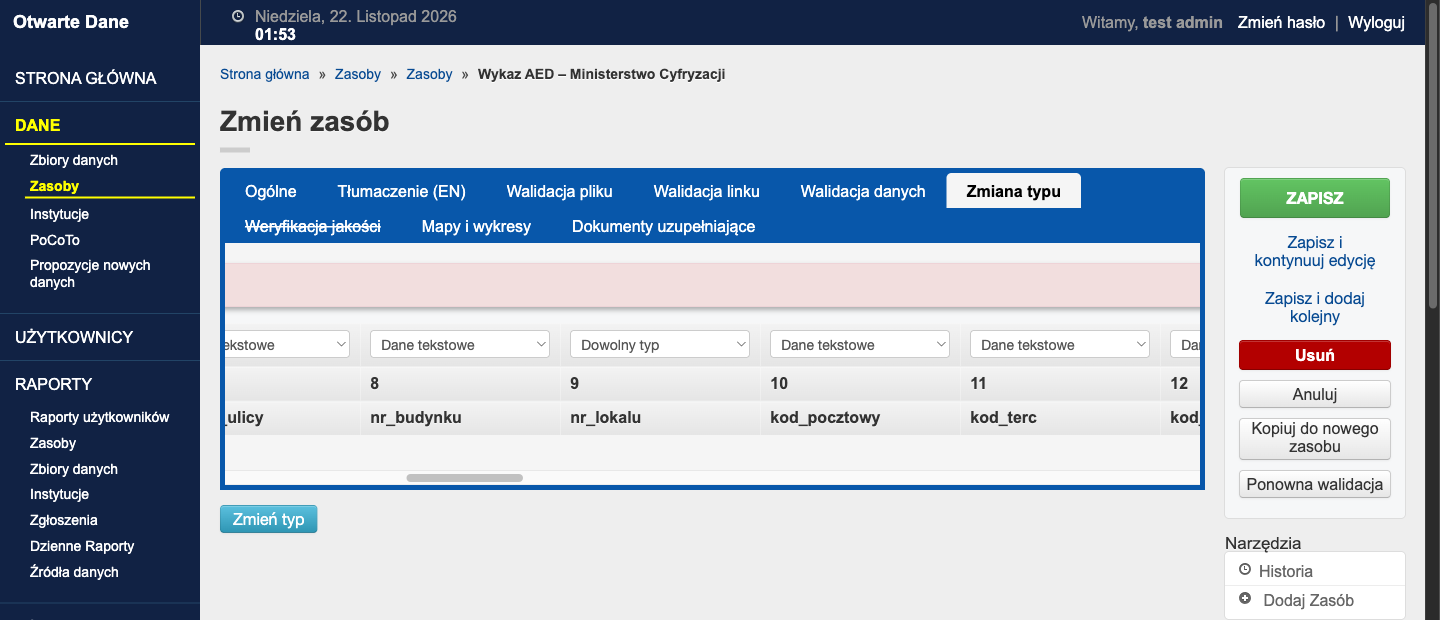 Otwarte Dane
Niedziela, 22. Listopad 2026
01:53
Witamy, test admin Zmień hasło | Wyloguj
STRONA GŁÓWNA
DANE
Zbiory danych
Zasoby
Instytucje
PoCoTo
Propozycje nowych
danych
UŻYTKOWNICY
RAPORTY
Raporty użytkowników
Zasoby
Zbiory danych
Instytucje
Zgłoszenia
Dzienne Raporty
Źródła danych
Strona główna » Zasoby » Zasoby » Wykaz AED – Ministerstwo Cyfryzacji
Zmień zasób
Ogólne Tłumaczenie (EN) Walidacja pliku Walidacja linku Walidacja danych Zmiana typu
Weryfikacja jakości Mapy i wykresy Dokumenty uzupełniające
ekstowe Dane tekstowe Dowolny typ Dane tekstowe Dane tekstowe Da
8 9 10 11 12
_ulicy nr_budynku nr_lokalu kod_pocztowy kod_terc kod_
Zmień typ
ZAPISZ
Zapisz i
kontynuuj edycję
Zapisz i dodaj
kolejny
Usuń
Anuluj
Kopiuj do nowego
zasobu
Ponowna walidacja
Narzędzia
Historia
Dodaj Zasób